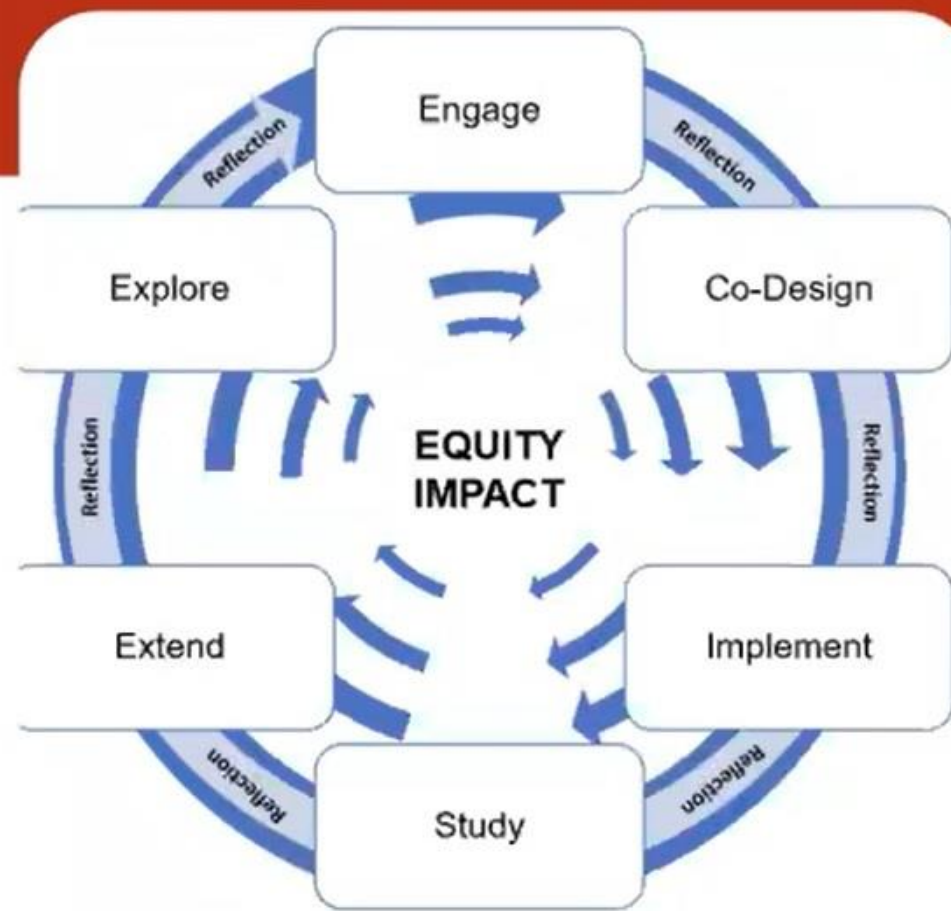 Engage
Reflection
Reflection
Explore
Co-Design
Reflection
EQUITY
IMPACT
Reflection
Extend
Implement
Reflection
Reflection
Study